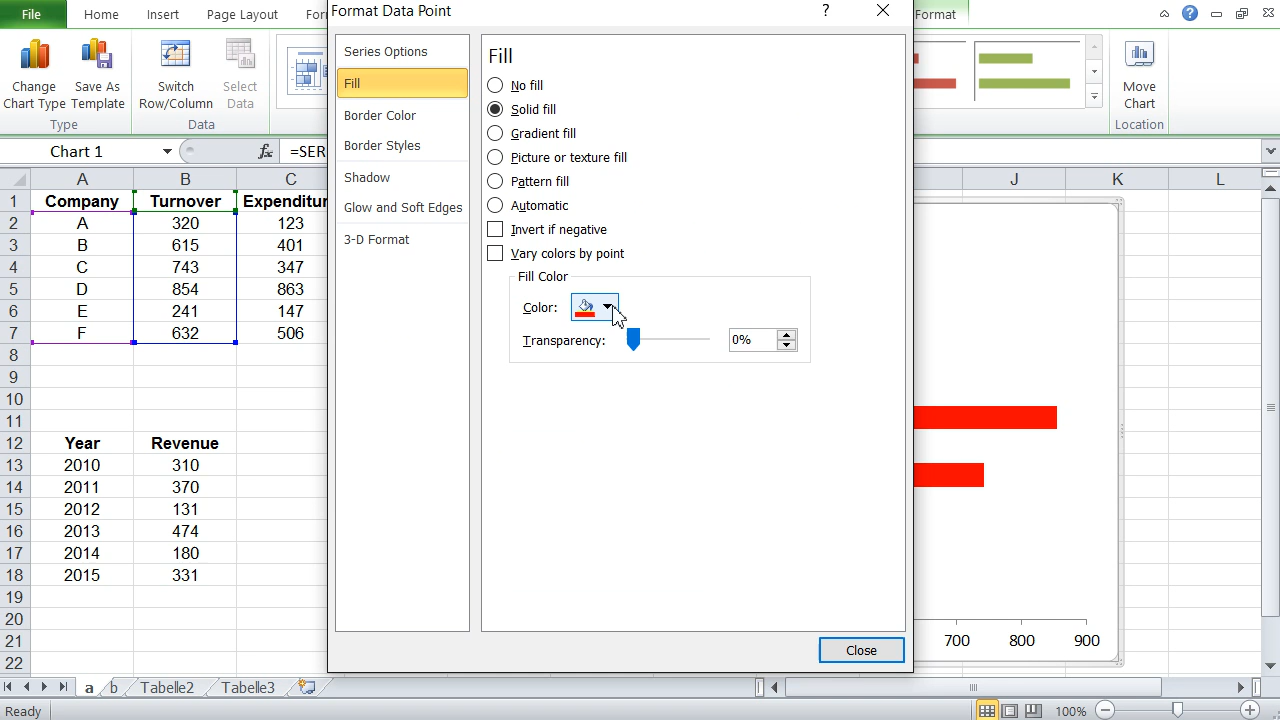 File Home Insert Page Layout For Format
Format Data Point ?
Change
Chart Type
Save As
Template
Switch
Row/Column
Select
Data
Type
Data
Move
Chart
Location
Chart 1
fx =SER
Series Options
Fill
Border Color
Border Styles
Shadow
Glow and Soft Edges
3-D Format
Fill
No fill
Solid fill
Gradient fill
Picture or texture fill
Pattern fill
Automatic
Invert if negative
Vary colors by point
Fill Color
Color:
Transparency: 0%
Close
A B C J K L
1 Company Turnover Expenditur
2 A 320 123
3 B 615 401
4 C 743 347
5 D 854 863
6 E 241 147
7 F 632 506
8
9
10
11
12 Year Revenue
13 2010 310
14 2011 370
15 2012 131
16 2013 474
17 2014 180
18 2015 331
19
20
21
22
700 800 900
a b Tabelle2 Tabelle3
Ready 100%